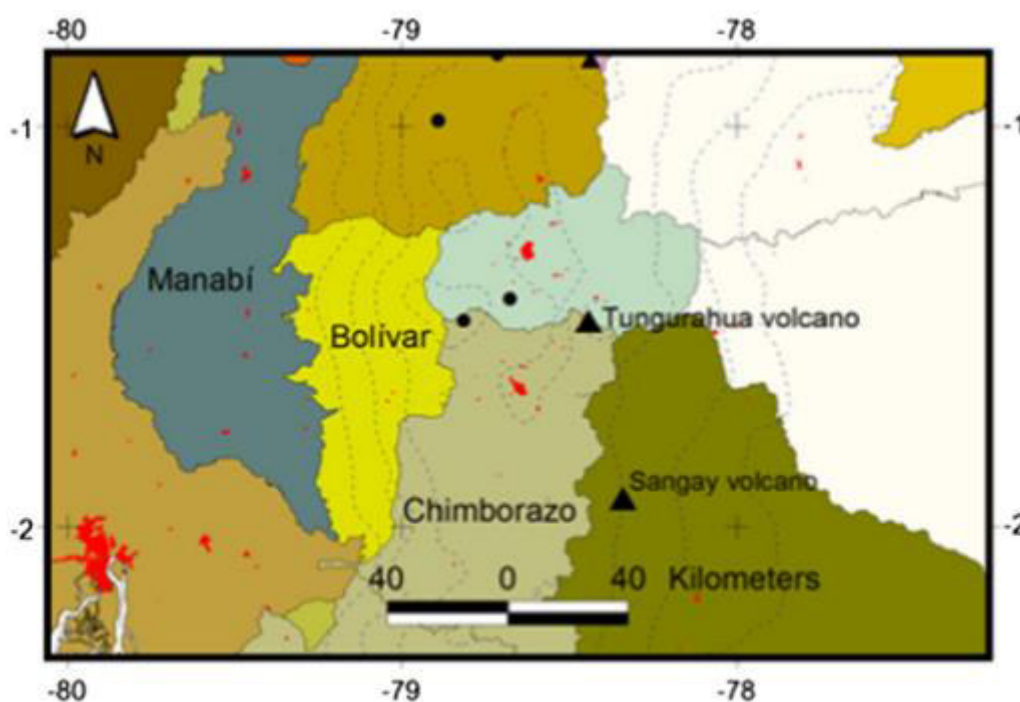 -80 -79 -78
-1 -1
N
Manabí
Bolívar
Tungurahua volcano
Sangay volcano
Chimborazo
-2 -2
40 0 40 Kilometers
-80 -79 -78